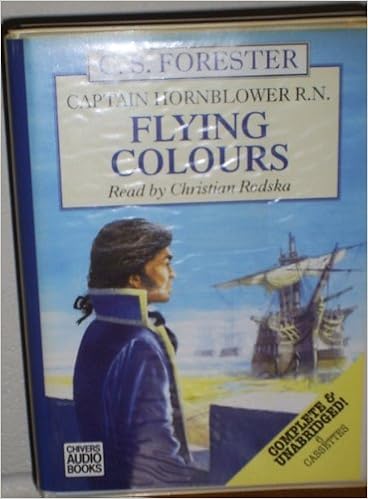 C. S. FORESTER
CAPTAIN HORNBLOWER R.N.
FLYING
COLOURS
Read by Christian Rodska
COMPLETE &
UNABRIDGED!
6
CASSETTES
CHIVERS
AUDIO
BOOKS